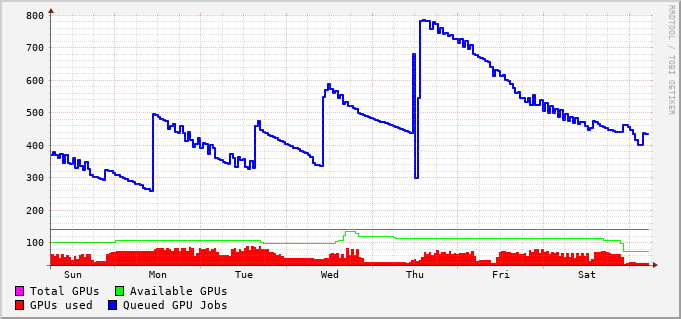 800
700
600
500
400
300
200
100
Sun Mon Tue Wed Thu Fri Sat
Total GPUs Available GPUs
GPUs used Queued GPU Jobs
RRDTOOL / TOBI OETIKER